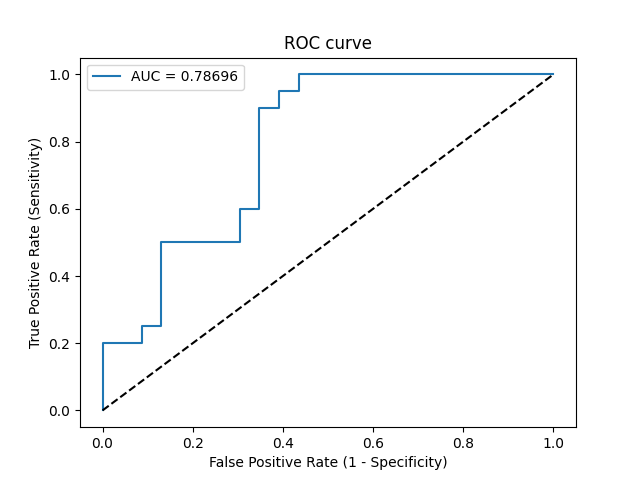 ROC curve
AUC = 0.78696
1.0
0.8
0.6
0.4
0.2
0.0
True Positive Rate (Sensitivity)
0.0 0.2 0.4 0.6 0.8 1.0
False Positive Rate (1 - Specificity)